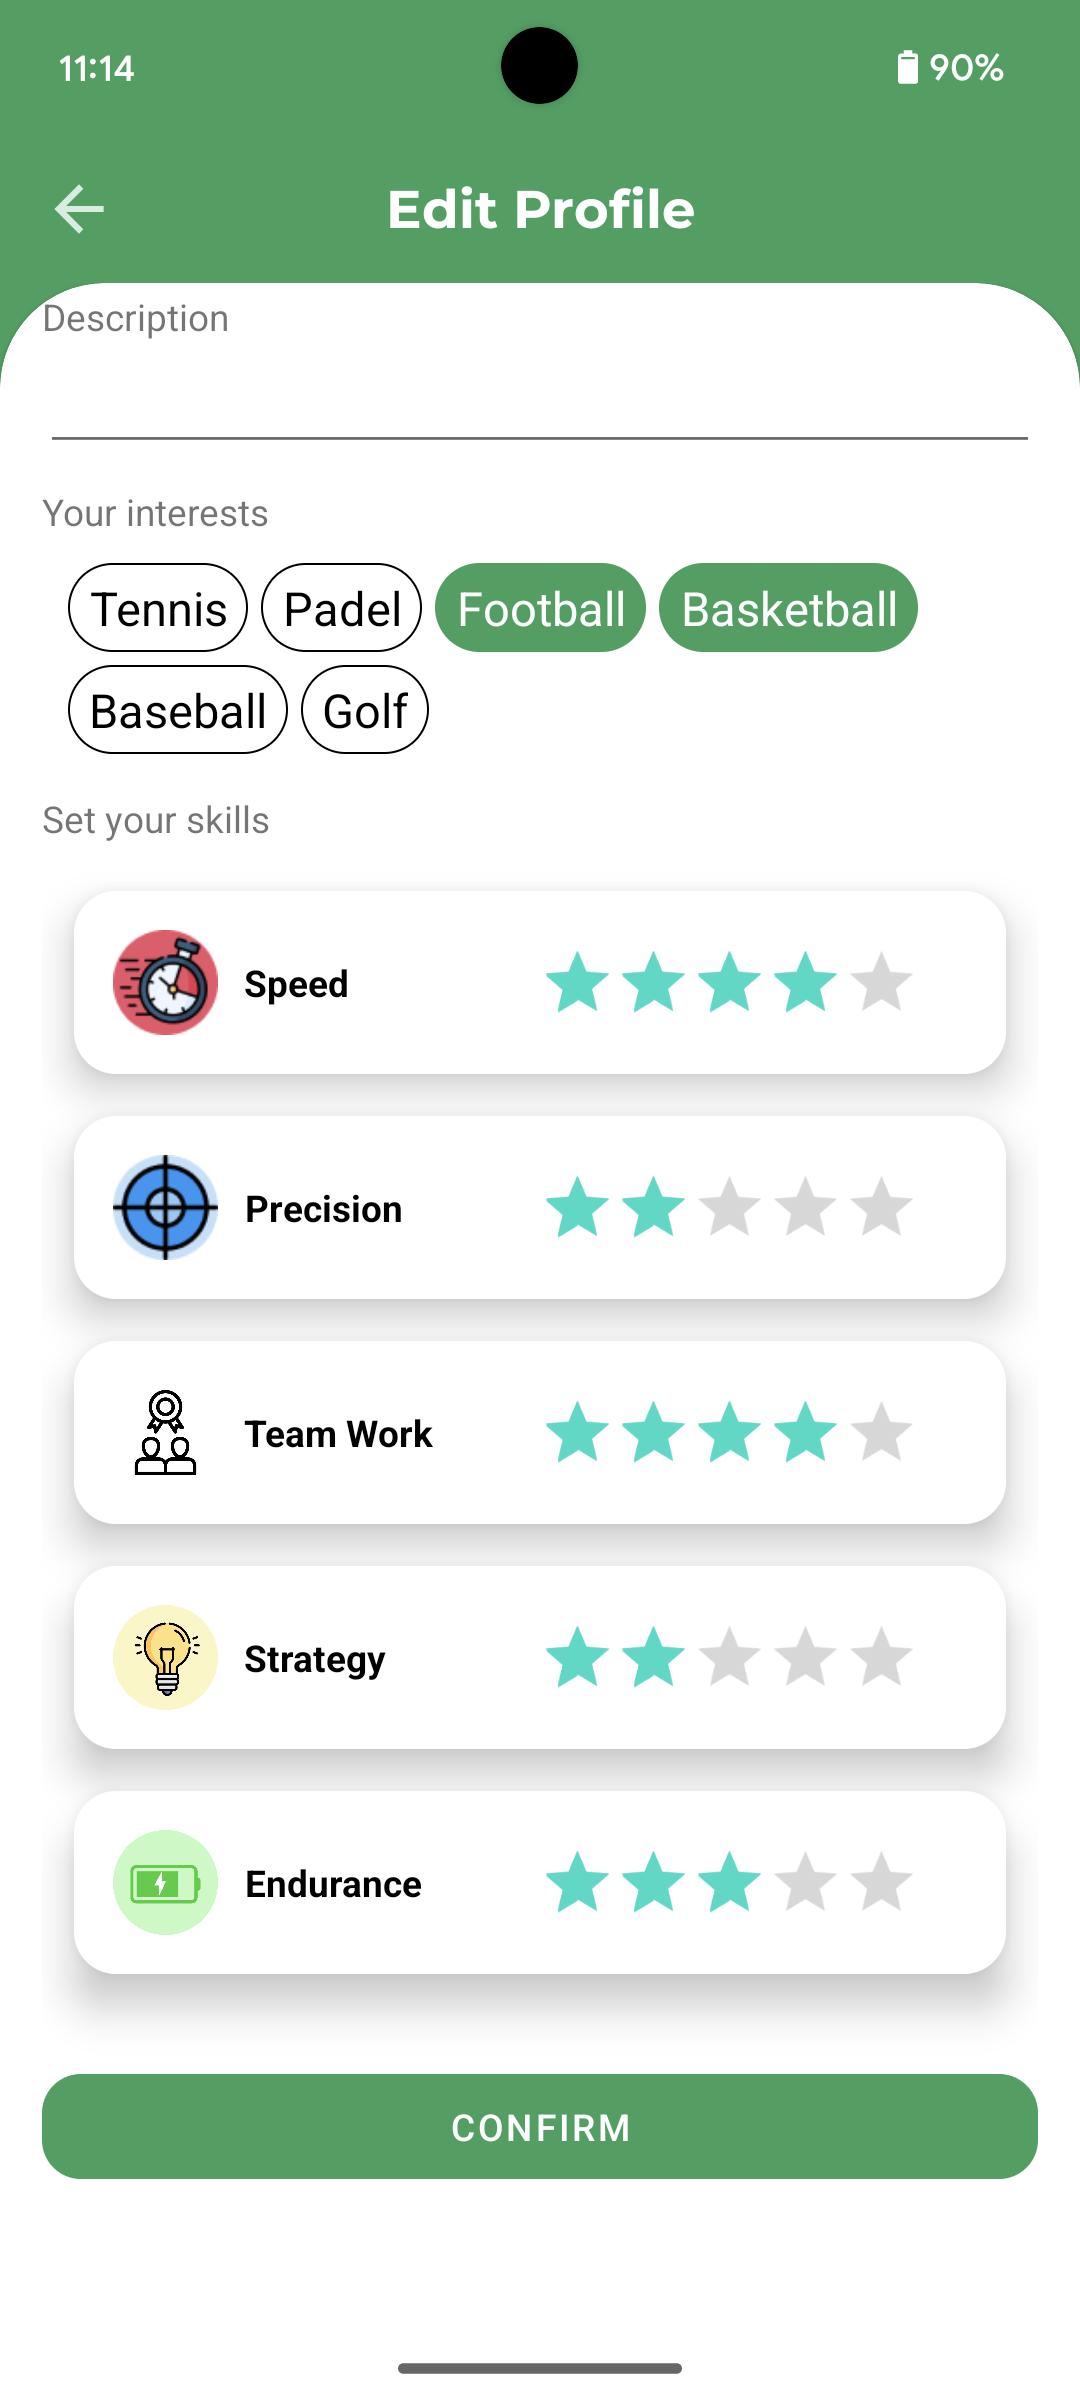 11:14 90%
Edit Profile
Description
Your interests
Tennis Padel Football Basketball
Baseball Golf
Set your skills
Speed
Precision
Team Work
Strategy
Endurance
CONFIRM